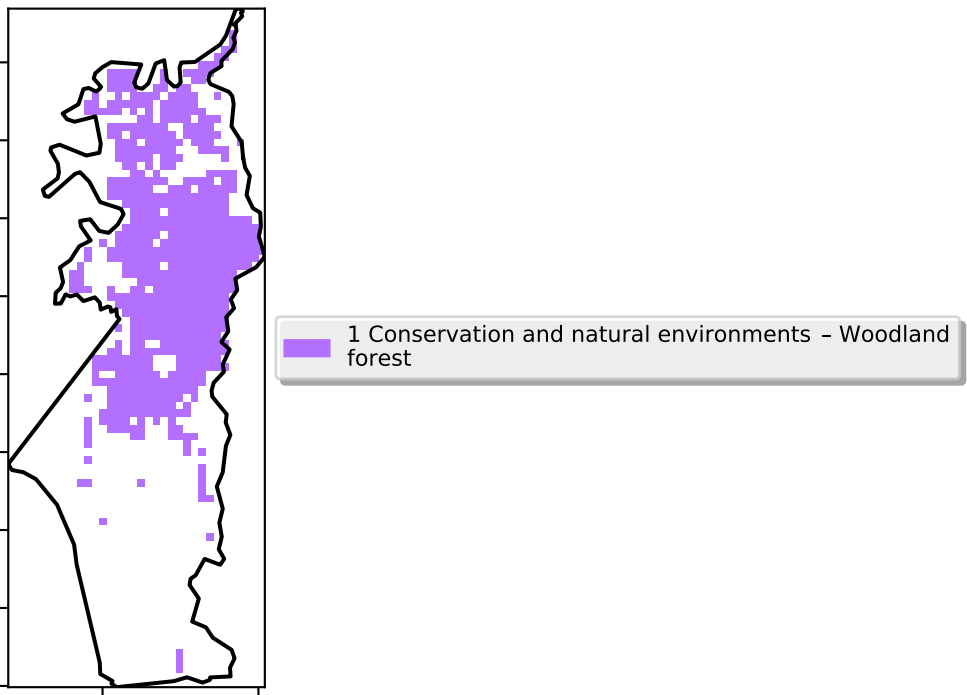 1 Conservation and natural environments – Woodland
forest